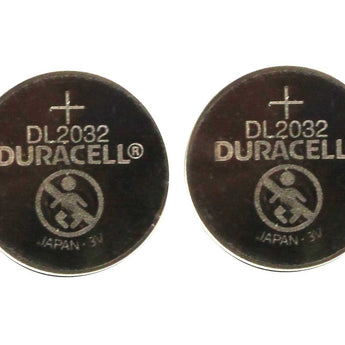 +
DL2032
DURACELL®
JAPAN · 3V
+
DL2032
DURACELL
JAPAN · 3V